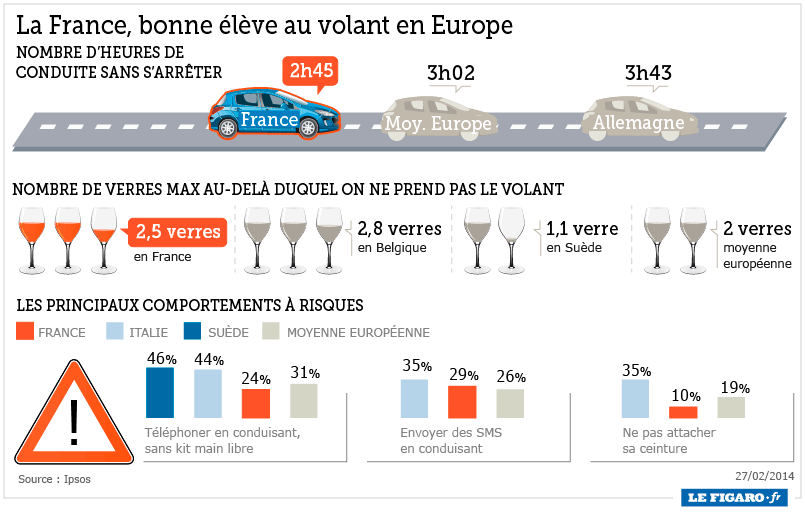 La France, bonne élève au volant en Europe
NOMBRE D'HEURES DE
CONDUITE SANS S'ARRÊTER
2h45
3h02
3h43
France
Moy. Europe
Allemagne
NOMBRE DE VERRES MAX AU-DELÀ DUQUEL ON NE PREND PAS LE VOLANT
2,5 verres
en France
2,8 verres
en Belgique
1,1 verre
en Suède
2 verres
moyenne
européenne
LES PRINCIPAUX COMPORTEMENTS À RISQUES
FRANCE
ITALIE
SUÈDE
MOYENNE EUROPÉENNE
!
46%
44%
24%
31%
Téléphoner en conduisant,
sans kit main libre
35%
29%
26%
Envoyer des SMS
en conduisant
35%
10%
19%
Ne pas attacher
sa ceinture
Source : Ipsos
27/02/2014
LE FIGARO·fr